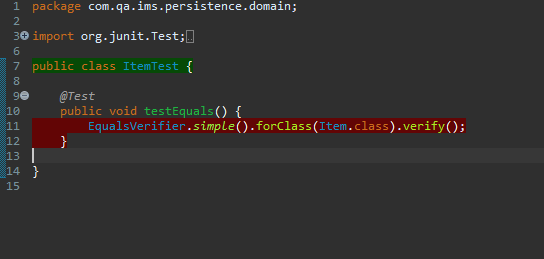 1 package com.qa.ims.persistence.domain;
2
3 import org.junit.Test;
6
7 public class ItemTest {
8
9 @Test
10 public void testEquals() {
11 EqualsVerifier.simple().forClass(Item.class).verify();
12 }
13
14 }
15